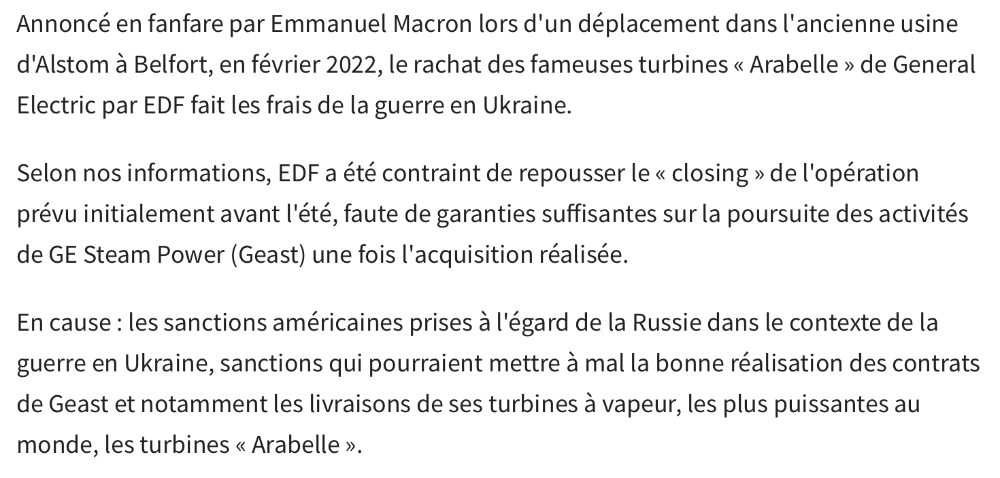 Annoncé en fanfare par Emmanuel Macron lors d'un déplacement dans l'ancienne usine
d'Alstom à Belfort, en février 2022, le rachat des fameuses turbines « Arabelle » de General
Electric par EDF fait les frais de la guerre en Ukraine.
Selon nos informations, EDF a été contraint de repousser le « closing » de l'opération
prévu initialement avant l'été, faute de garanties suffisantes sur la poursuite des activités
de GE Steam Power (Geast) une fois l'acquisition réalisée.
En cause : les sanctions américaines prises à l'égard de la Russie dans le contexte de la
guerre en Ukraine, sanctions qui pourraient mettre à mal la bonne réalisation des contrats
de Geast et notamment les livraisons de ses turbines à vapeur, les plus puissantes au
monde, les turbines « Arabelle ».